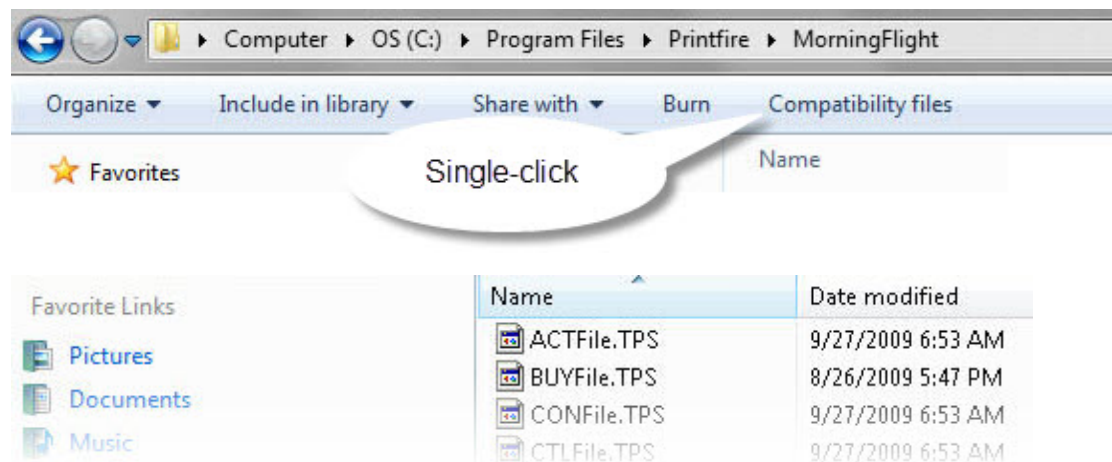 Computer ▸ OS (C:) ▸ Program Files ▸ Printfire ▸ MorningFlight
Organize Include in library Share with Burn Compatibility files
Favorites Single-click Name
Favorite Links Name Date modified
Pictures ACTFile.TPS 9/27/2009 6:53 AM
BUYFile.TPS 8/26/2009 5:47 PM
Documents CONFile.TPS 9/27/2009 6:53 AM
Music CTLFile.TPS 9/27/2009 6:53 AM